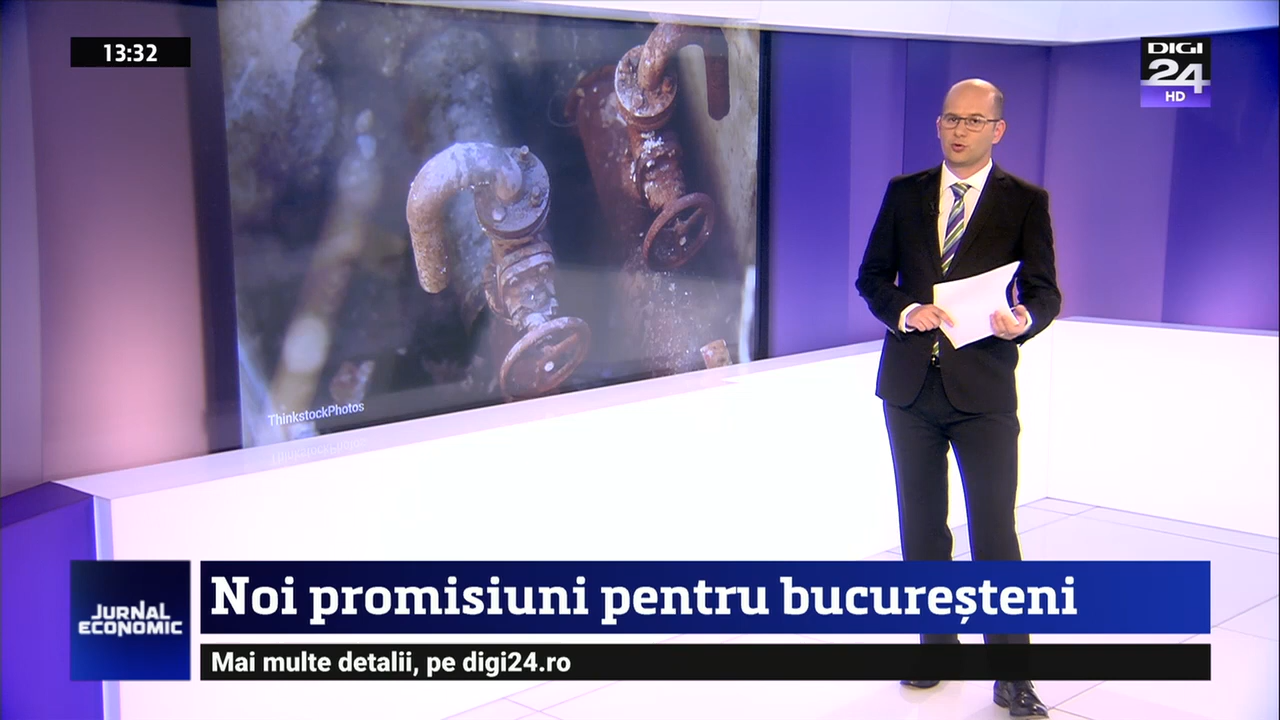 13:32
DIGI
24
HD
ThinkstockPhotos
JURNAL
ECONOMIC
Noi promisiuni pentru bucureșteni
Mai multe detalii, pe digi24.ro